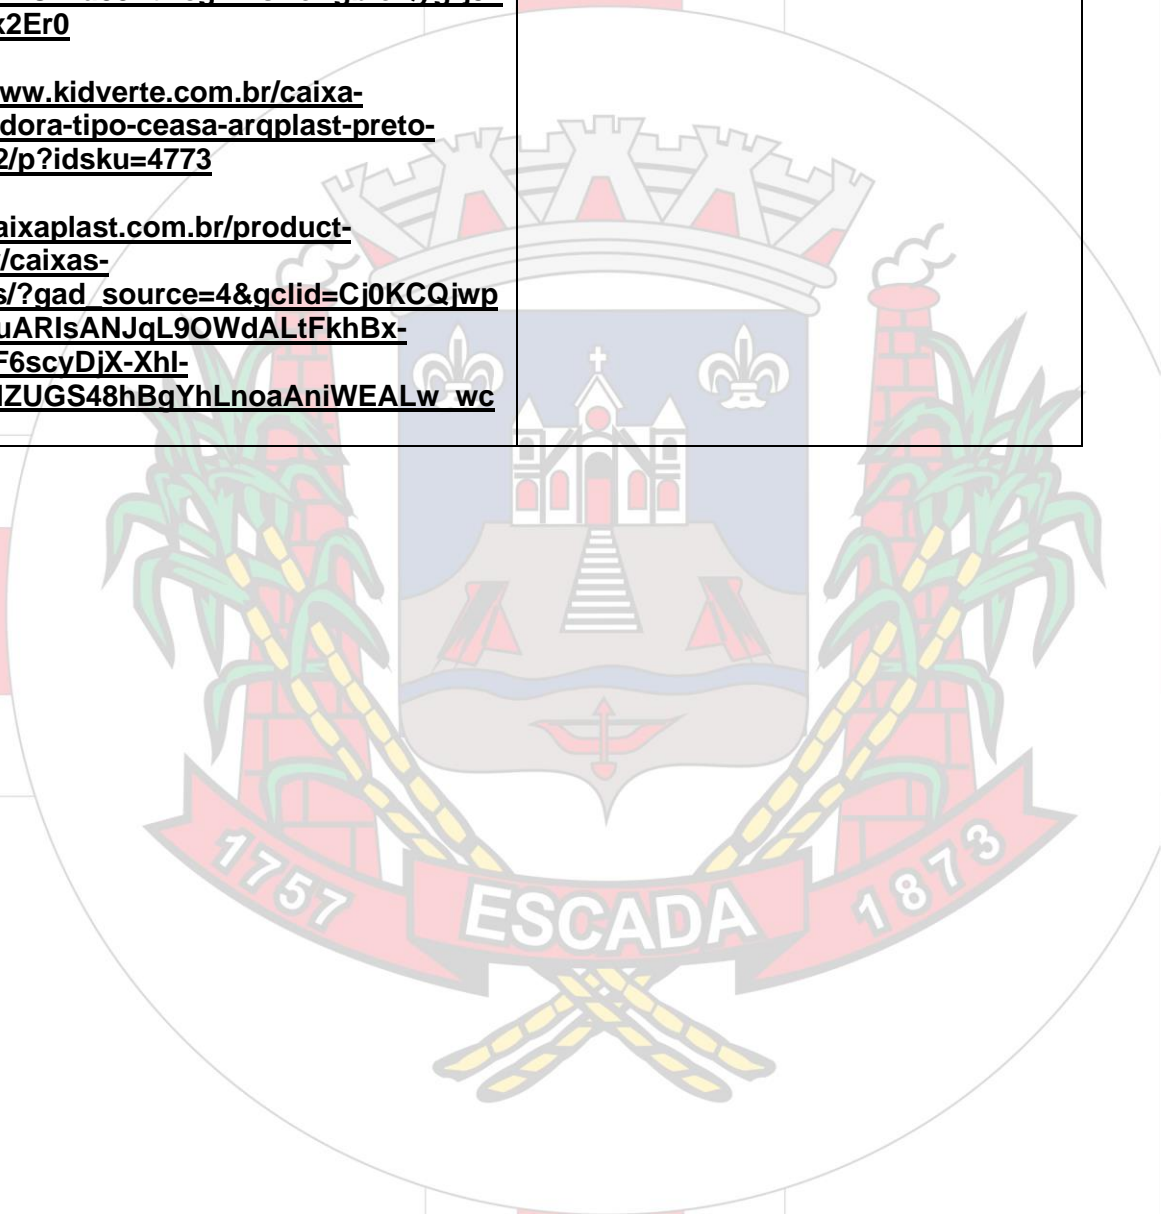 x2Er0
ww.kidverte.com.br/caixa-
dora-tipo-ceasa-arqplast-preto-
2/p?idsku=4773
aixaplast.com.br/product-
/caixas-
s/?gad_source=4&gclid=Cj0KCQjwp
uARIsANJqL9OWdALtFkhBx-
F6scyDjX-XhI-
IZUGS48hBgYhLnoaAniWEALw_wc
1757 ESCADA 1873